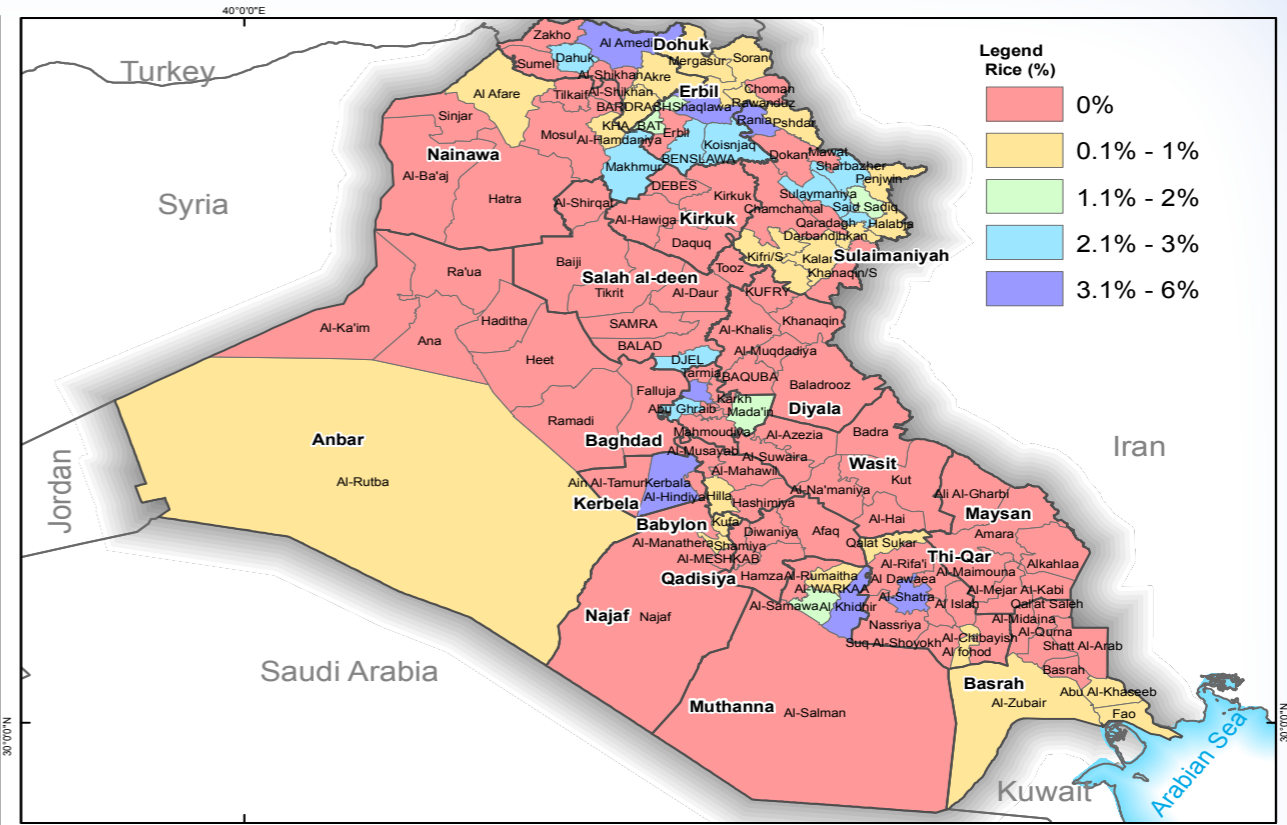 40°0'0"E
Legend
Rice (%)
0%
0.1% - 1%
1.1% - 2%
2.1% - 3%
3.1% - 6%
Turkey
Syria
Jordan
Saudi Arabia
Kuwait
Iran
Arabian Sea
30°0'0"N
30°0'0"N
Zakho
Al Amedi
Dohuk
Sumel
Dahuk
Mergasur
Soran
Al-Shikhan
Akre
Al Afare
Tilkaif
Al-Shikhan
Erbil
Choman
BARDRASH
Shaqlawa
Rawanduz
Sinjar
Mosul
KHA_BAT
Rania
Pshdar
Al-Hamdaniya
Erbil
Koisnjaq
Nainawa
Makhmur
BENSLAWA
Dokan
Mawat
Sharbazher
Al-Ba'aj
Penjwin
Hatra
DEBES
Kirkuk
Sulaymaniya
Al-Shirqat
Chamchamal
Said Sadiq
Al-Hawiga
Kirkuk
Qaradagh
Halabja
Daquq
Darbandihkan
Kifri/S
Kalar
Sulaimaniyah
Baiji
Ra'ua
Salah al-deen
Tooz
Khanaqin/S
Tikrit
Al-Daur
KUFRY
Al-Ka'im
Haditha
SAMRA
Khanaqin
Ana
Al-Khalis
BALAD
Al-Muqdadiya
Heet
DJEL
Tarmia
BAQUBA
Baladrooz
Falluja
Karkh
Abu Ghraib
Mada'in
Diyala
Ramadi
Mahmoudiya
Al-Azezia
Badra
Anbar
Baghdad
Al-Musayab
Al-Suwaira
Wasit
Al-Rutba
Ain Al-Tamur
Kerbala
Al-Mahawil
Kut
Al-Hindiya
Hilla
Al-Na'maniya
Ali Al-Gharbi
Kerbela
Hashimiya
Maysan
Babylon
Kufa
Al-Hai
Diwaniya
Afaq
Amara
Al-Manathera
Shamiya
Qalat Sukar
Al-MESHKAB
Thi-Qar
Al-Rifa'i
Alkahlaa
Qadisiya
Hamza
Al-Rumaitha
Al Dawaea
Al-Maimouna
Al-WARKAA
Al-Mejar Al-Kabi
Al-Samawa
Al Khidhir
Al-Shatra
Al Islah
Qal'at Saleh
Najaf
Najaf
Nassriya
Al-Midaina
Al-Chibayish
Al-Qurna
Suq Al-Shoyokh
Shatt Al-Arab
Al fohod
Basrah
Basrah
Muthanna
Al-Salman
Al-Zubair
Abu Al-Khaseeb
Fao